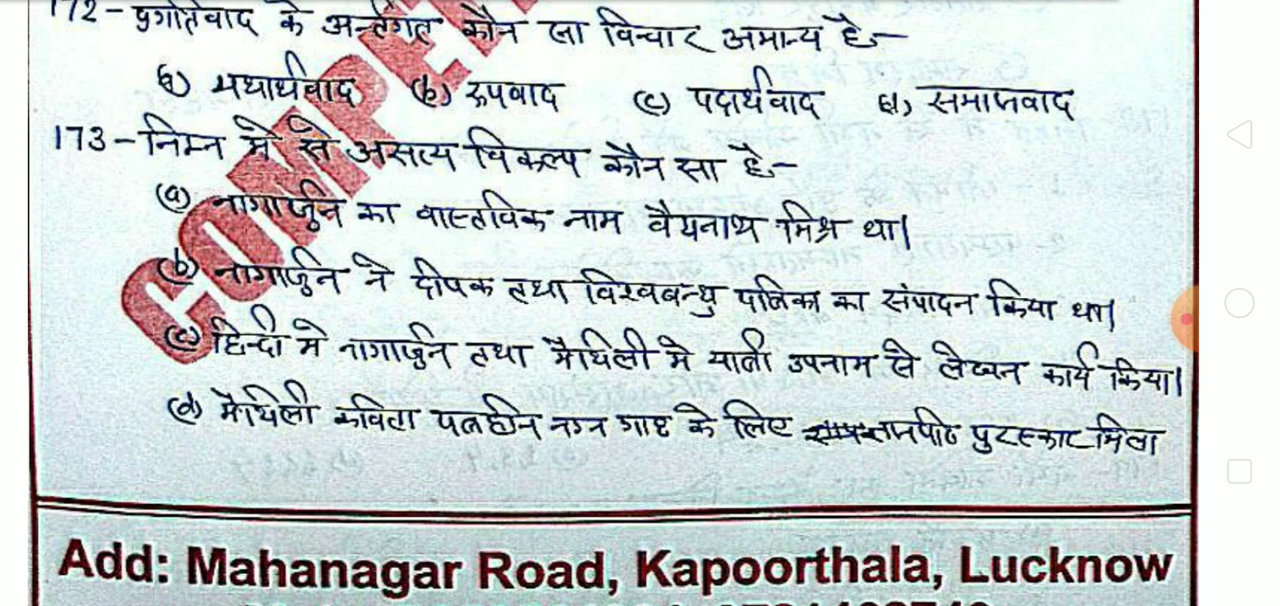 172- प्रगतिवाद के अन्तर्गत कौन सा विचार अमान्य है-
(a) यथार्थवाद (b) रूपवाद (c) पदार्थवाद (d) समाजवाद
173- निम्न मे से असत्य विकल्प कौन सा है-
(a) नागार्जुन का वास्तविक नाम वैद्यनाथ मिश्र था।
(b) नागार्जुन ने दीपक तथा विश्वबन्धु पत्रिका का संपादन किया था।
(c) हिन्दी मे नागार्जुन तथा मैथिली मे यात्री उपनाम से लेखन कार्य किया।
(d) मैथिली कविता पत्रहीन नग्न गाछ के लिए पुरस्कार मिला
Add: Mahanagar Road, Kapoorthala, Lucknow